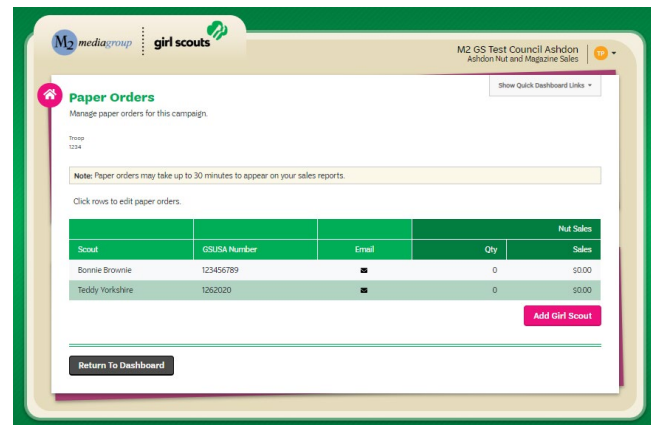 M2 mediagroup
girl scouts
M2 GS Test Council Ashdon
Ashdon Nut and Magazine Sales
TP
Show Quick Dashboard Links
Paper Orders
Manage paper orders for this campaign.
Troop
1234
Note: Paper orders may take up to 30 minutes to appear on your sales reports.
Click rows to edit paper orders.
Nut Sales
Scout GSUSA Number Email Qty Sales
Bonnie Brownie 123456789 0 $0.00
Teddy Yorkshire 1262020 0 $0.00
Add Girl Scout
Return To Dashboard